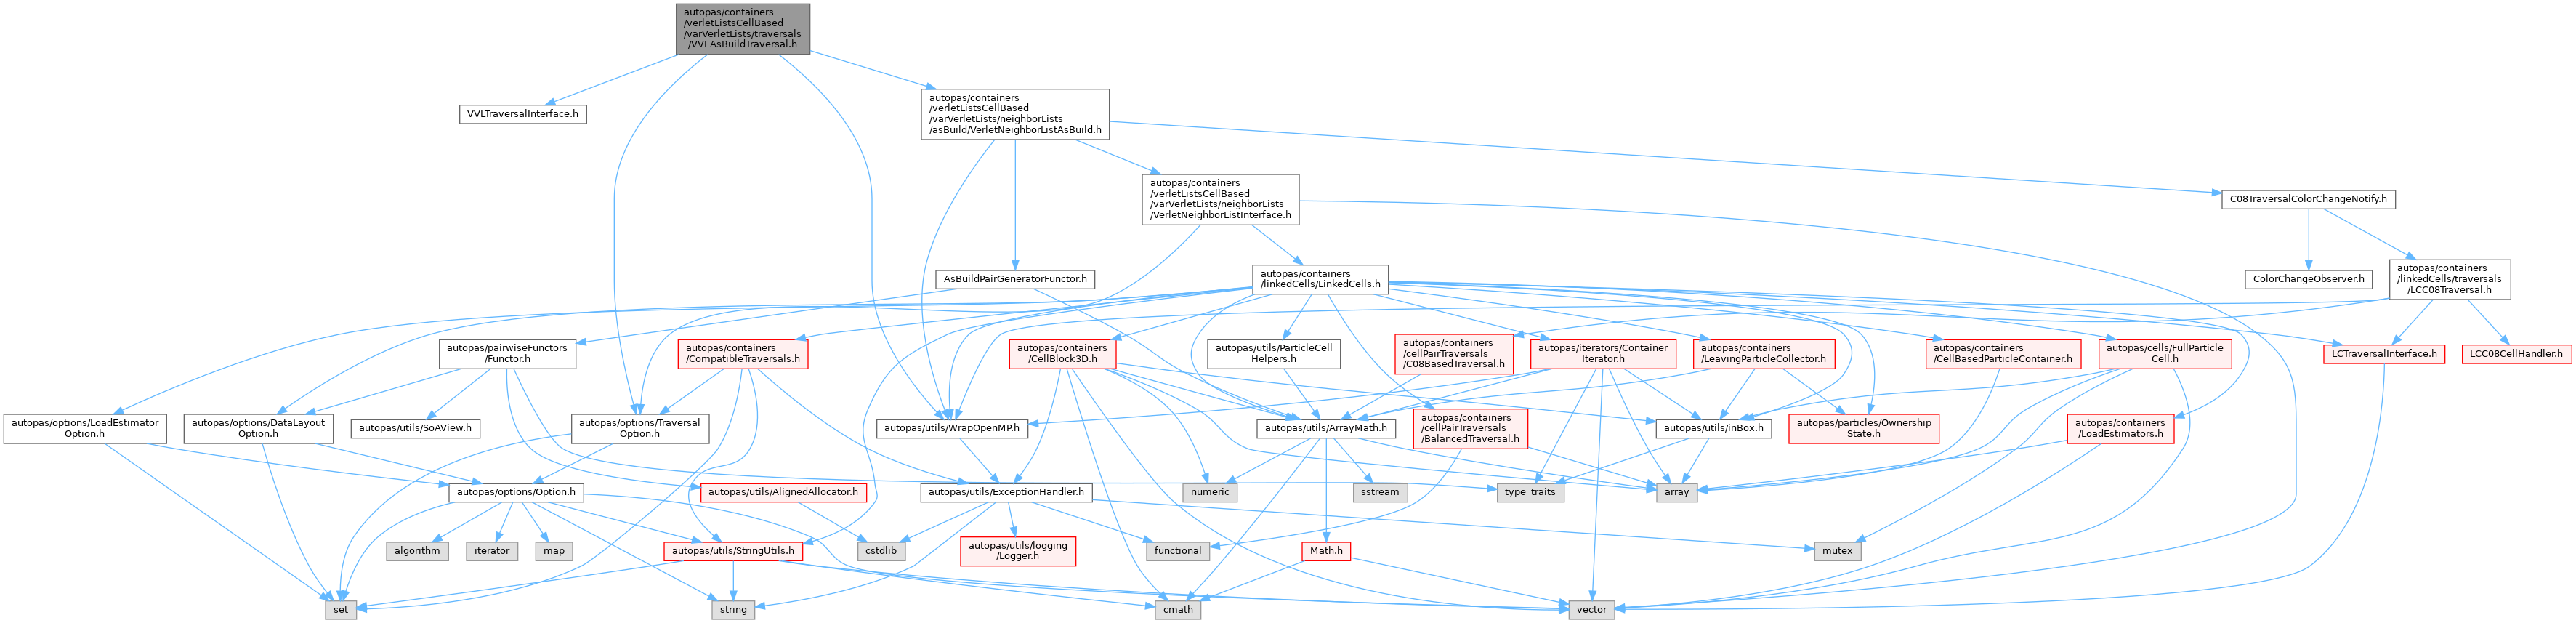 autopas/containers
/verletListsCellBased
/varVerletLists/traversals
/VVLAsBuildTraversal.h
VVLTraversalInterface.h
autopas/containers
/verletListsCellBased
/varVerletLists/neighborLists
/asBuild/VerletNeighborListAsBuild.h
autopas/containers
/verletListsCellBased
/varVerletLists/neighborLists
/VerletNeighborListInterface.h
C08TraversalColorChangeNotify.h
AsBuildPairGeneratorFunctor.h
autopas/containers
/linkedCells/LinkedCells.h
ColorChangeObserver.h
autopas/containers
/linkedCells/traversals
/LCC08Traversal.h
autopas/pairwiseFunctors
/Functor.h
autopas/containers
/CompatibleTraversals.h
autopas/containers
/CellBlock3D.h
autopas/utils/ParticleCell
Helpers.h
autopas/containers
/cellPairTraversals
/C08BasedTraversal.h
autopas/iterators/Container
Iterator.h
autopas/containers
/LeavingParticleCollector.h
autopas/containers
/CellBasedParticleContainer.h
autopas/cells/FullParticle
Cell.h
LCTraversalInterface.h
LCC08CellHandler.h
autopas/options/LoadEstimator
Option.h
autopas/options/DataLayout
Option.h
autopas/utils/SoAView.h
autopas/options/Traversal
Option.h
autopas/utils/WrapOpenMP.h
autopas/utils/ArrayMath.h
autopas/containers
/cellPairTraversals
/BalancedTraversal.h
autopas/utils/inBox.h
autopas/particles/Ownership
State.h
autopas/containers
/LoadEstimators.h
autopas/options/Option.h
autopas/utils/AlignedAllocator.h
autopas/utils/ExceptionHandler.h
numeric
sstream
type_traits
array
algorithm
iterator
map
autopas/utils/StringUtils.h
cstdlib
autopas/utils/logging
/Logger.h
functional
Math.h
mutex
set
string
cmath
vector